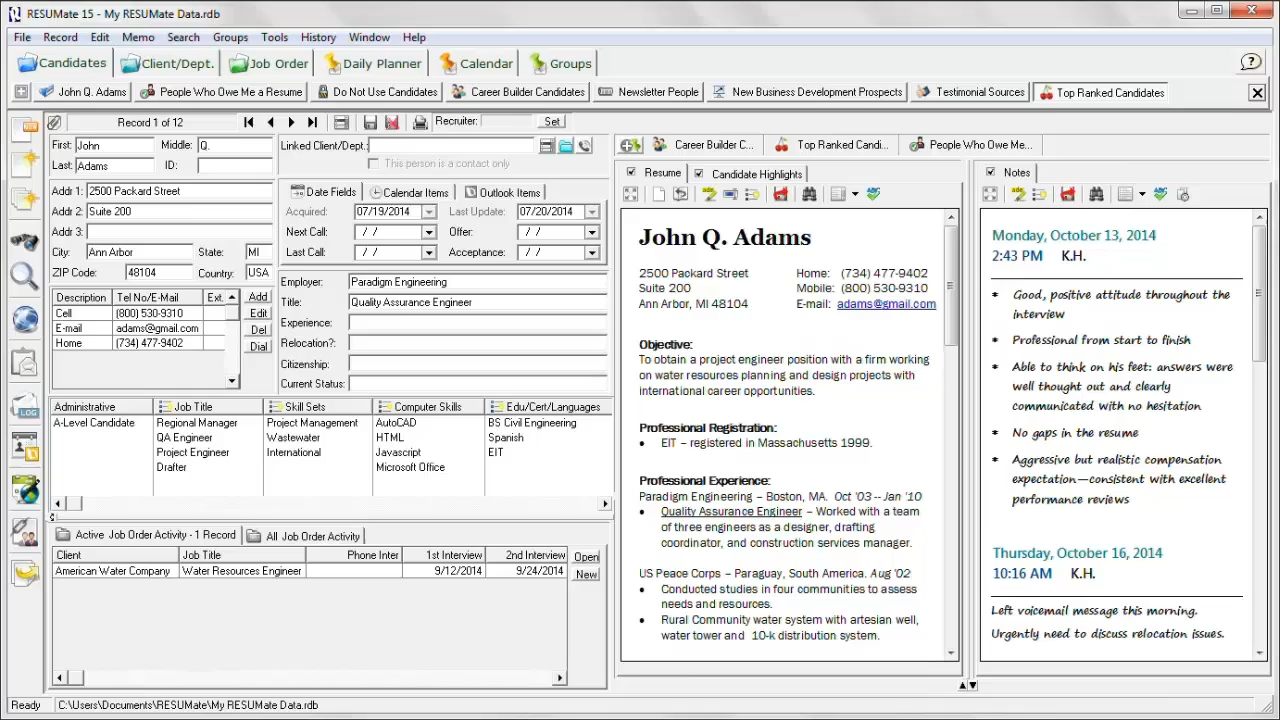 RESUMate 15 - My RESUMate Data.rdb
File Record Edit Memo Search Groups Tools History Window Help
Candidates Client/Dept. Job Order Daily Planner Calendar Groups
John Q. Adams People Who Owe Me a Resume Do Not Use Candidates Career Builder Candidates Newsletter People New Business Development Prospects Testimonial Sources Top Ranked Candidates
Record 1 of 12 Recruiter: Set
First: John Middle: Q. Linked Client/Dept.:
Last: Adams ID: This person is a contact only
Addr 1: 2500 Packard Street
Addr 2: Suite 200
Addr 3:
City: Ann Arbor State: MI
ZIP Code: 48104 Country: USA
Date Fields Calendar Items Outlook Items
Acquired: 07/19/2014 Last Update: 07/20/2014
Next Call: / / Offer: / /
Last Call: / / Acceptance: / /
Description Tel No/E-Mail Ext. Add
Cell (800) 530-9310 Edit
E-mail adams@gmail.com Del
Home (734) 477-9402 Dial
Employer: Paradigm Engineering
Title: Quality Assurance Engineer
Experience:
Relocation?:
Citizenship:
Current Status:
Administrative Job Title Skill Sets Computer Skills Edu/Cert/Languages
A-Level Candidate Regional Manager Project Management AutoCAD BS Civil Engineering
QA Engineer Wastewater HTML Spanish
Project Engineer International Javascript EIT
Drafter Microsoft Office
Active Job Order Activity - 1 Record All Job Order Activity
Client Job Title Phone Inter 1st Interview 2nd Interview Open
American Water Company Water Resources Engineer 9/12/2014 9/24/2014 New
Career Builder C... Top Ranked Candi... People Who Owe Me...
Resume Candidate Highlights
John Q. Adams
2500 Packard Street Home: (734) 477-9402
Suite 200 Mobile: (800) 530-9310
Ann Arbor, MI 48104 E-mail: adams@gmail.com
Objective:
To obtain a project engineer position with a firm working
on water resources planning and design projects with
international career opportunities.
Professional Registration:
• EIT – registered in Massachusetts 1999.
Professional Experience:
Paradigm Engineering – Boston, MA. Oct '03 -- Jan '10
• Quality Assurance Engineer – Worked with a team
of three engineers as a designer, drafting
coordinator, and construction services manager.
US Peace Corps – Paraguay, South America. Aug '02
• Conducted studies in four communities to assess
needs and resources.
• Rural Community water system with artesian well,
water tower and 10-k distribution system.
Notes
Monday, October 13, 2014
2:43 PM K.H.
* Good, positive attitude throughout the
interview
* Professional from start to finish
* Able to think on his feet: answers were
well thought out and clearly
communicated with no hesitation
* No gaps in the resume
* Aggressive but realistic compensation
expectation—consistent with excellent
performance reviews
Thursday, October 16, 2014
10:16 AM K.H.
Left voicemail message this morning.
Urgently need to discuss relocation issues.
LOG
Ready C:\Users\Documents\RESUMate\My RESUMate Data.rdb